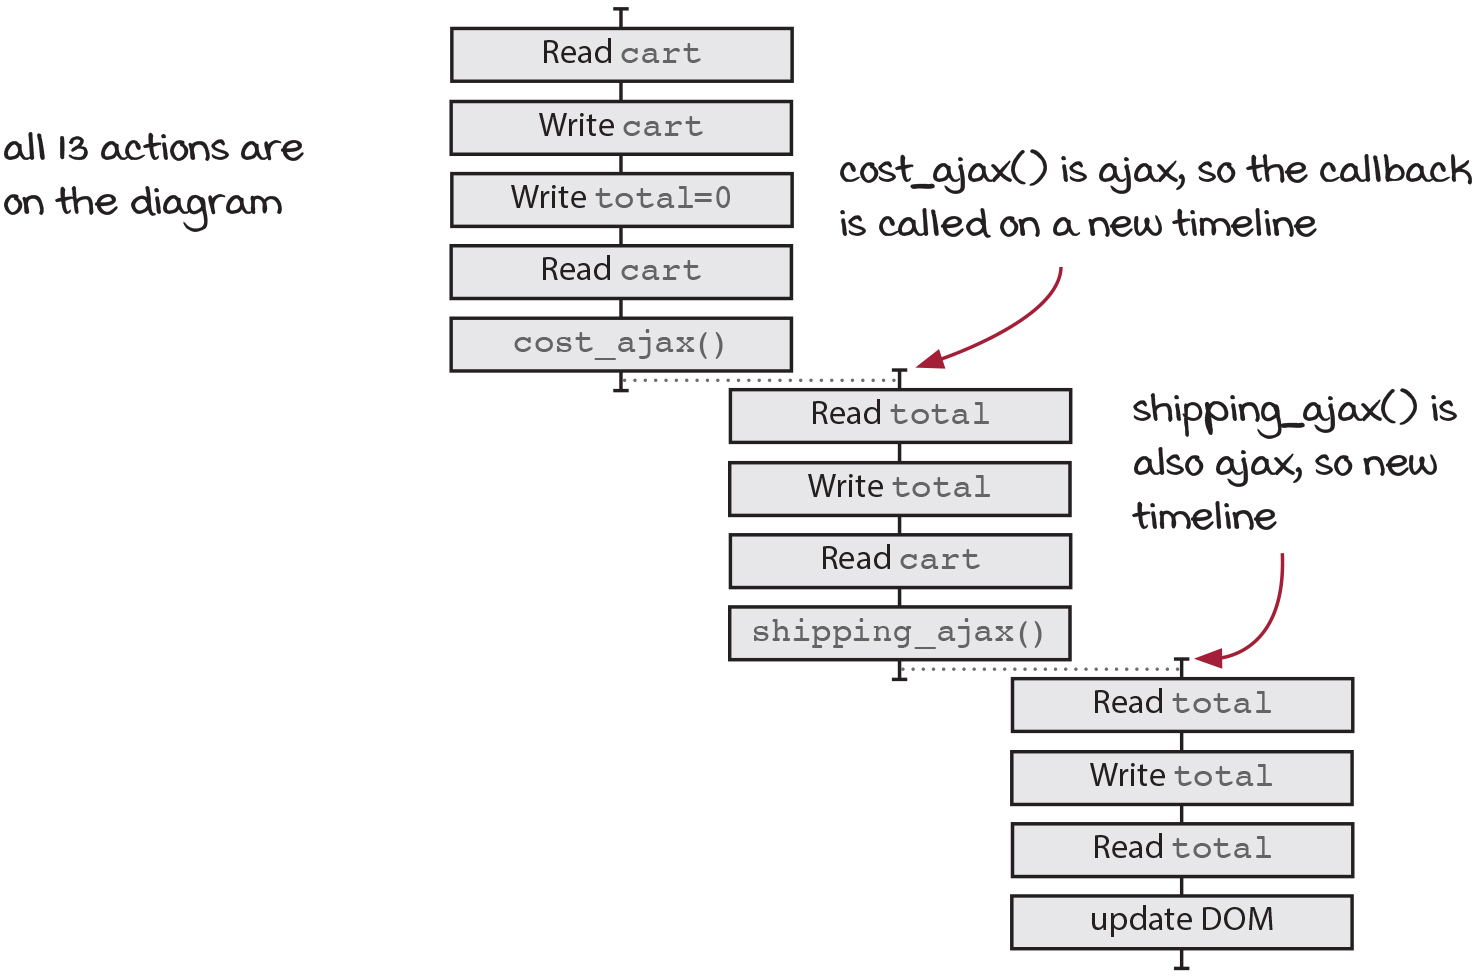 Read cart
Write cart
all 13 actions are
on the diagram
Write total=0
Read cart
cost_ajax()
cost_ajax() is ajax, so the callback
is called on a new timeline
Read total
Write total
Read cart
shipping_ajax()
shipping_ajax() is
also ajax, so new
timeline
Read total
Write total
Read total
update DOM